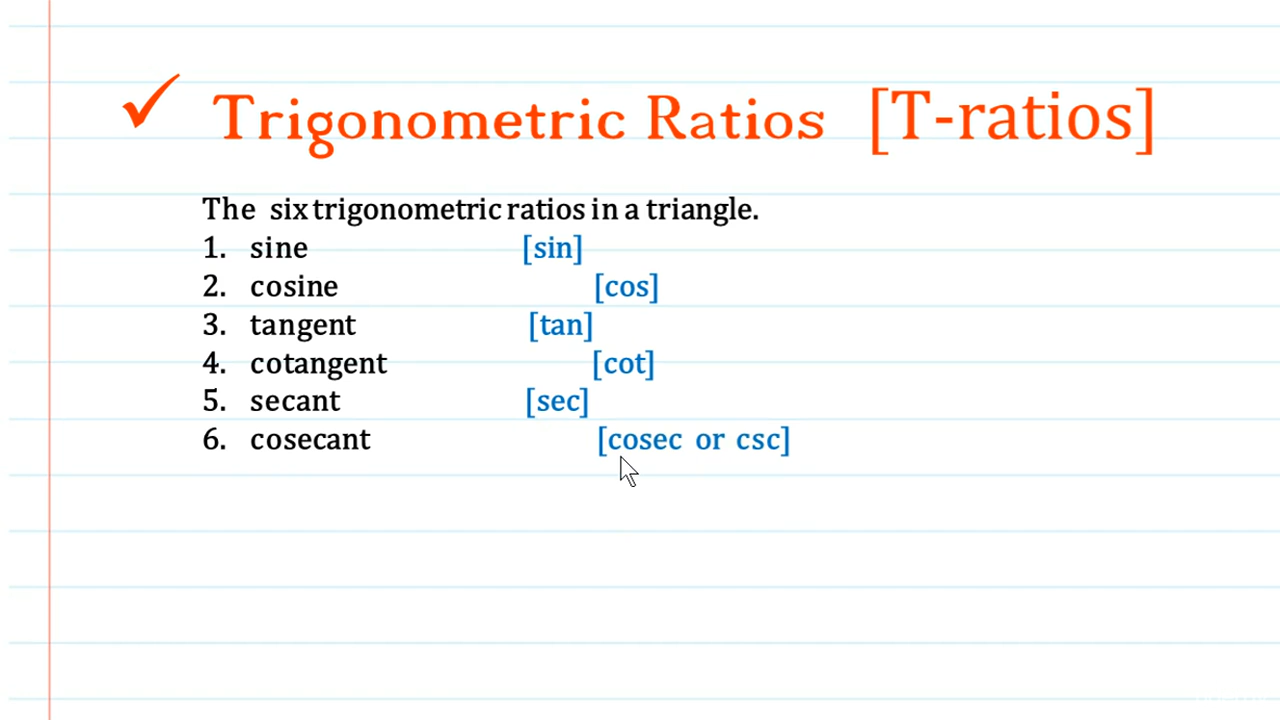 ✓ Trigonometric Ratios [T-ratios]
The six trigonometric ratios in a triangle.
1. sine [sin]
2. cosine [cos]
3. tangent [tan]
4. cotangent [cot]
5. secant [sec]
6. cosecant [cosec or csc]